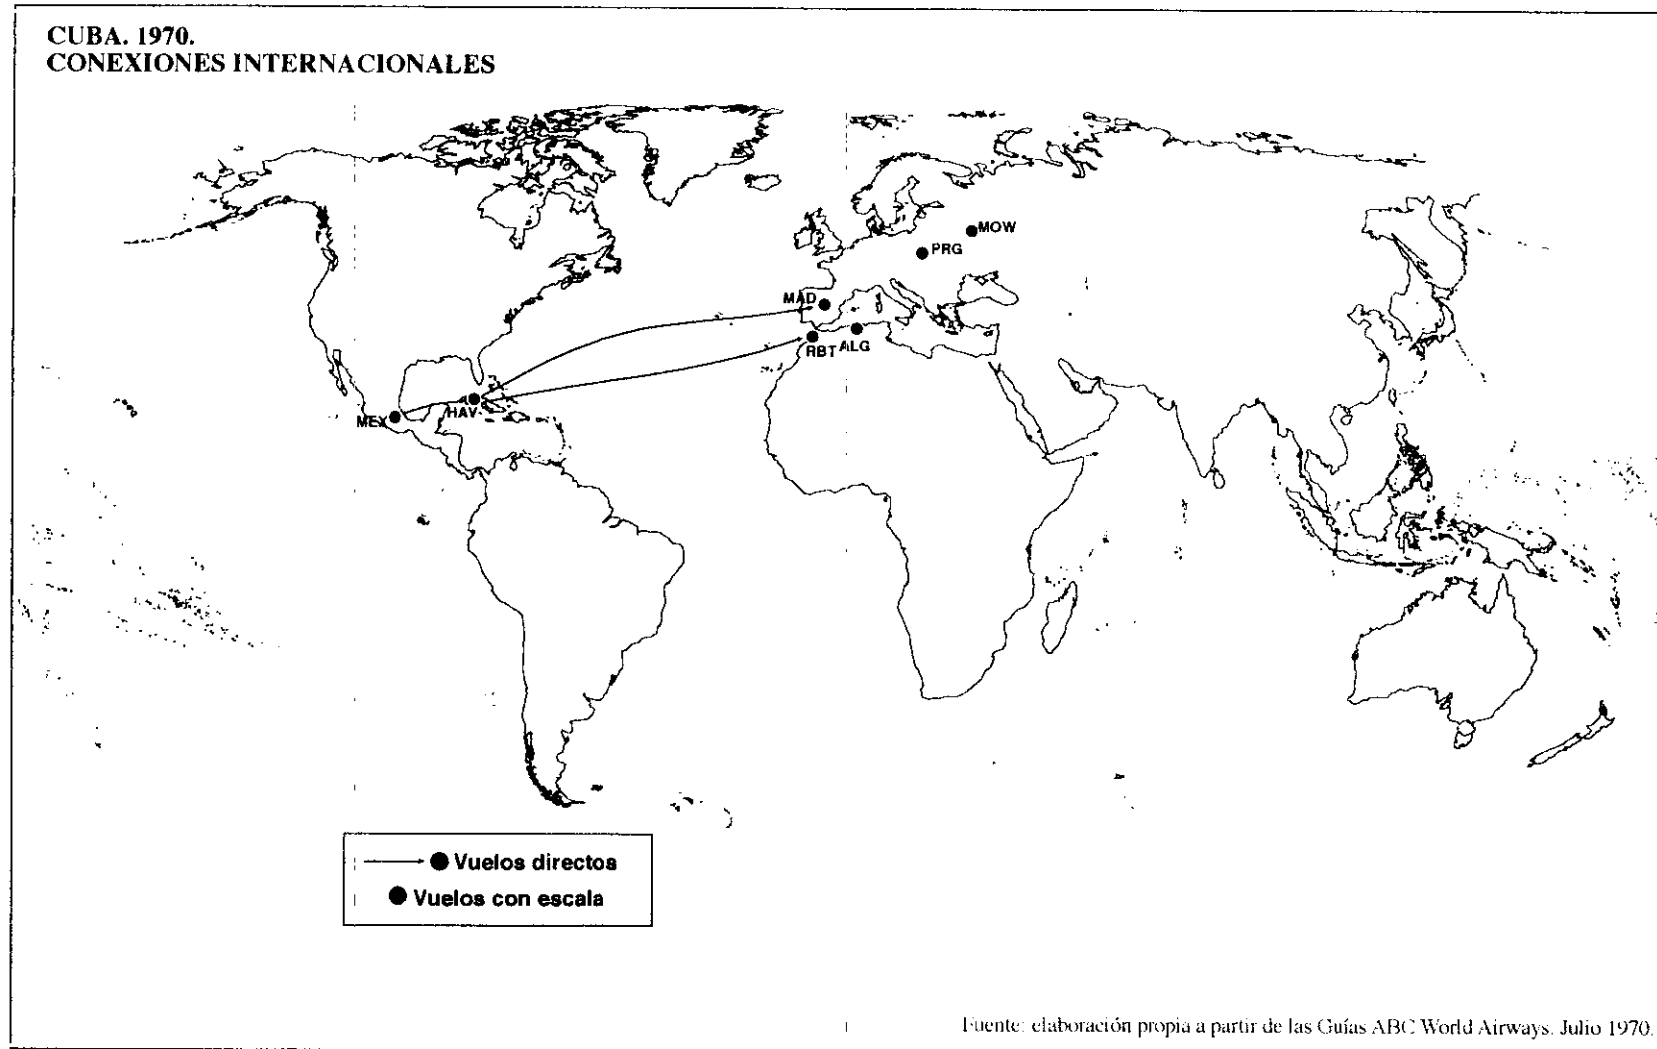 CUBA. 1970.
CONEXIONES INTERNACIONALES
MOW
PRG
MAD
RBT
ALG
HAV
MEX
Vuelos directos
Vuelos con escala
Fuente: elaboración propia a partir de las Guías ABC World Airways. Julio 1970.